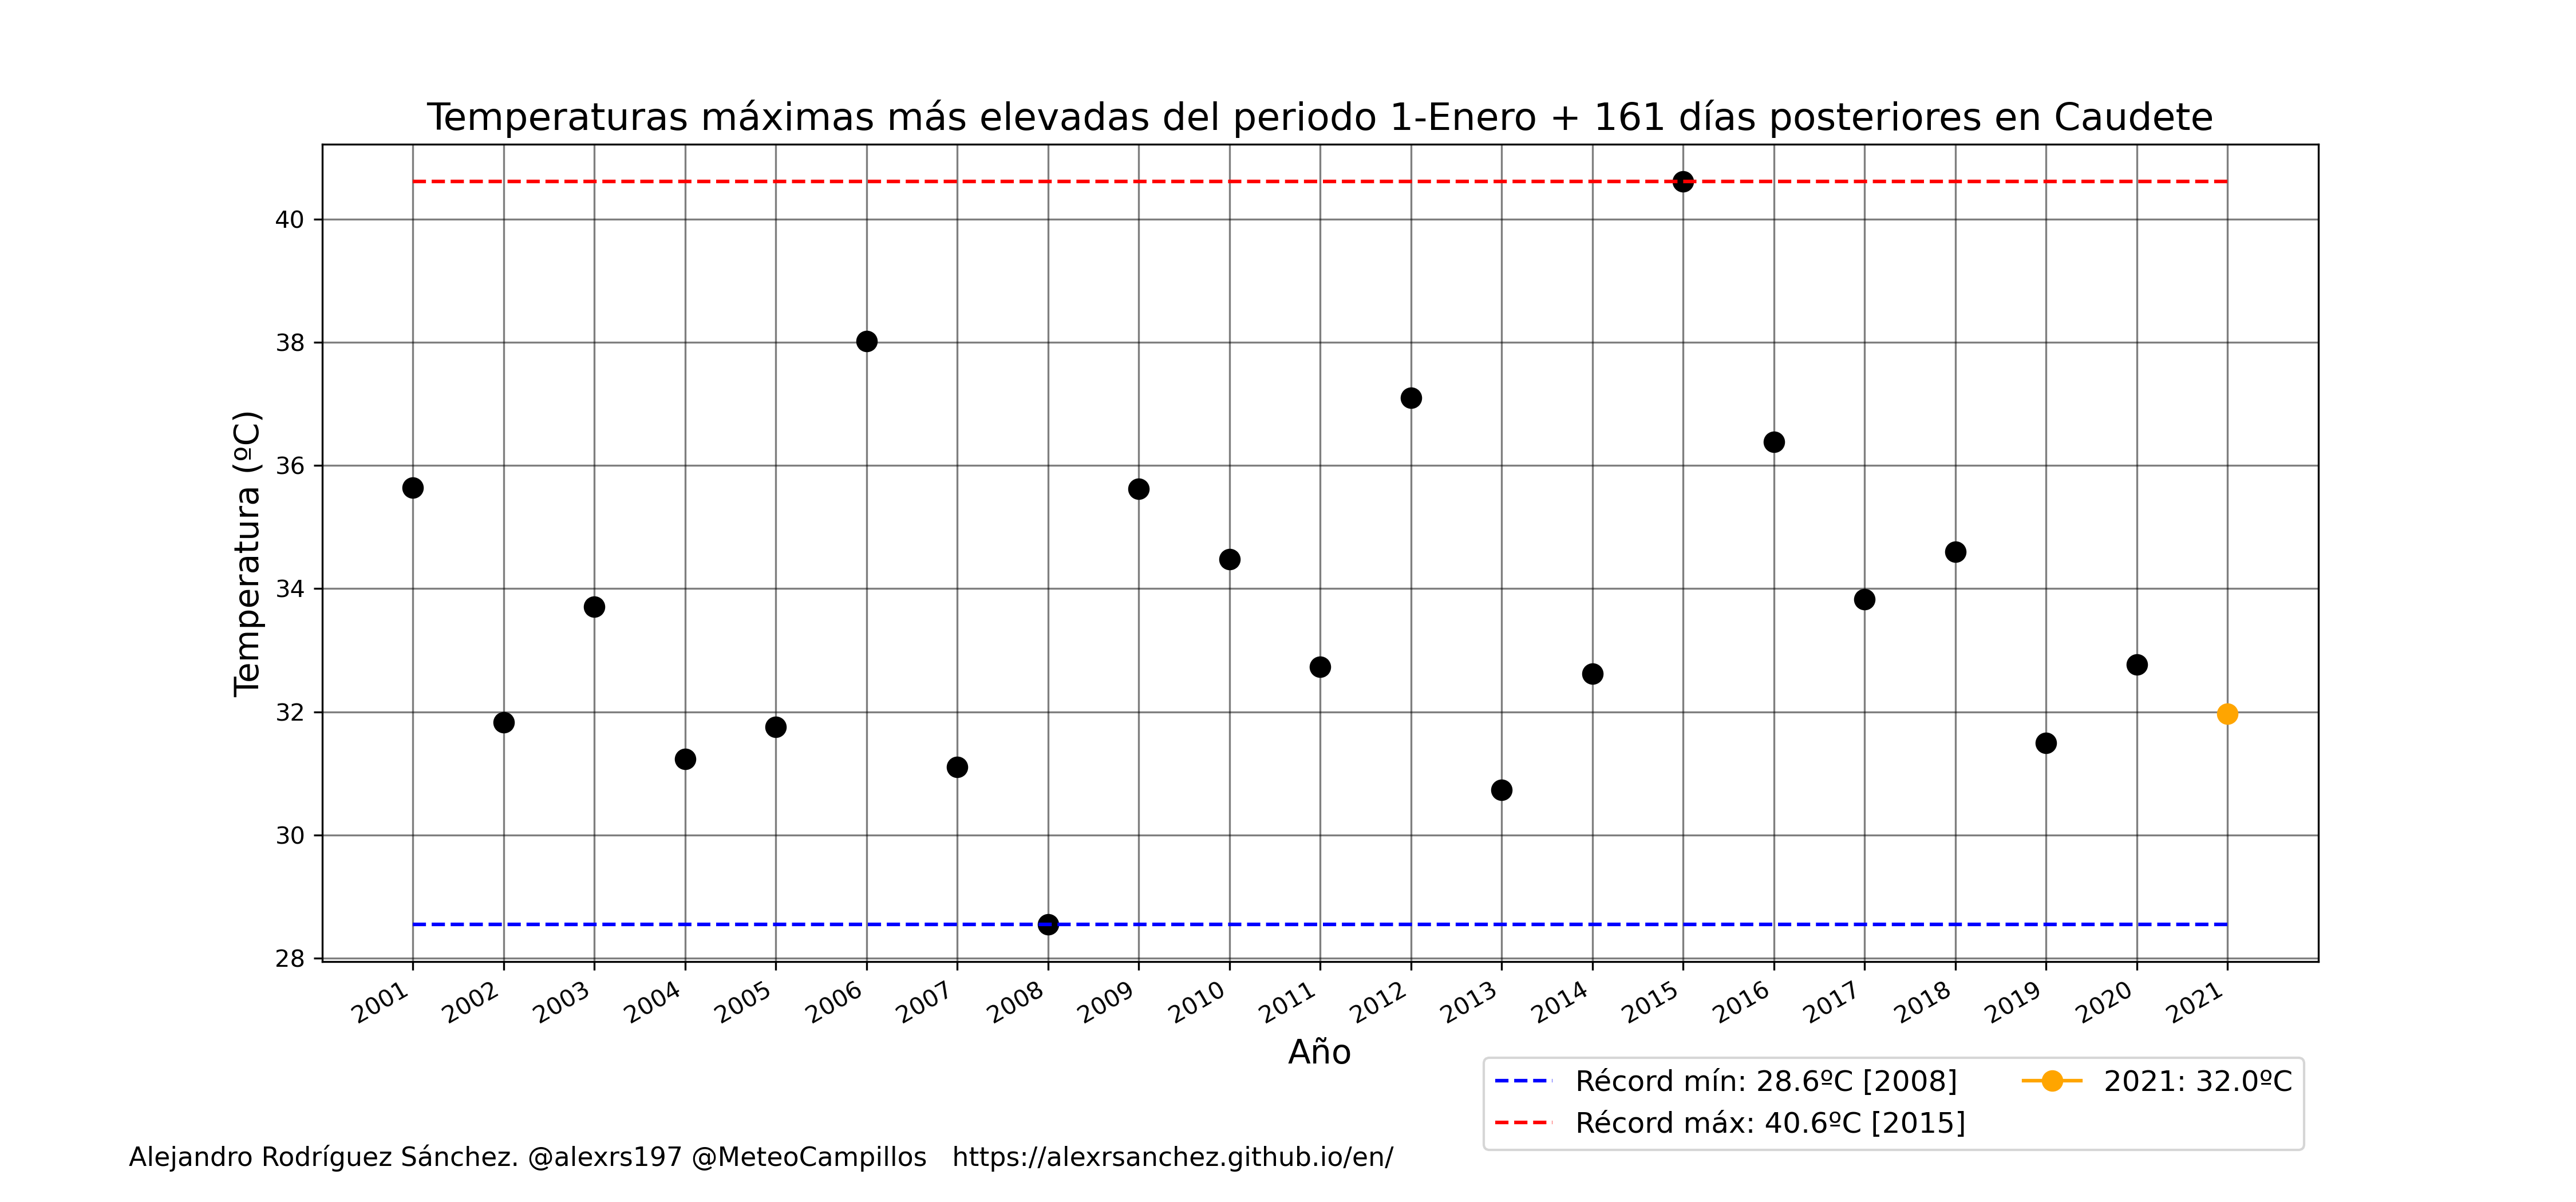 Temperaturas máximas más elevadas del periodo 1-Enero + 161 días posteriores en Caudete
Temperatura (ºC)
40
38
36
34
32
30
28
2001 2002 2003 2004 2005 2006 2007 2008 2009 2010 2011 2012 2013 2014 2015 2016 2017 2018 2019 2020 2021
Año
Récord mín: 28.6ºC [2008]
Récord máx: 40.6ºC [2015]
2021: 32.0ºC
Alejandro Rodríguez Sánchez. @alexrs197 @MeteoCampillos https://alexrsanchez.github.io/en/